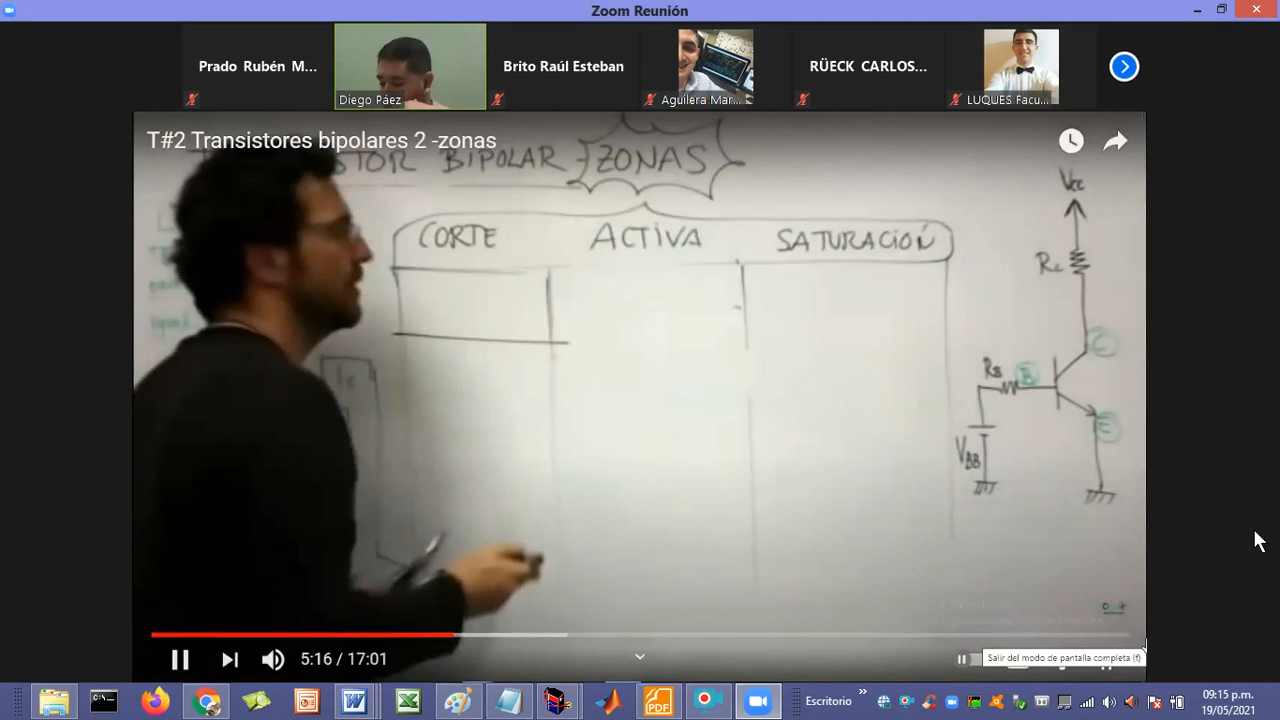 Zoom Reunión
Prado Rubén M...
Diego Páez
Brito Raúl Esteban
Aguilera Mar...
RÜECK CARLOS...
LUQUES Facu...
T#2 Transistores bipolares 2 -zonas
BIPOLAR ZONAS
CORTE ACTIVA SATURACIÓN
Vcc
Rc
C
RB B
E
VBB
5:16 / 17:01
Salir del modo de pantalla completa (f)
Escritorio
09:15 p.m.
19/05/2021